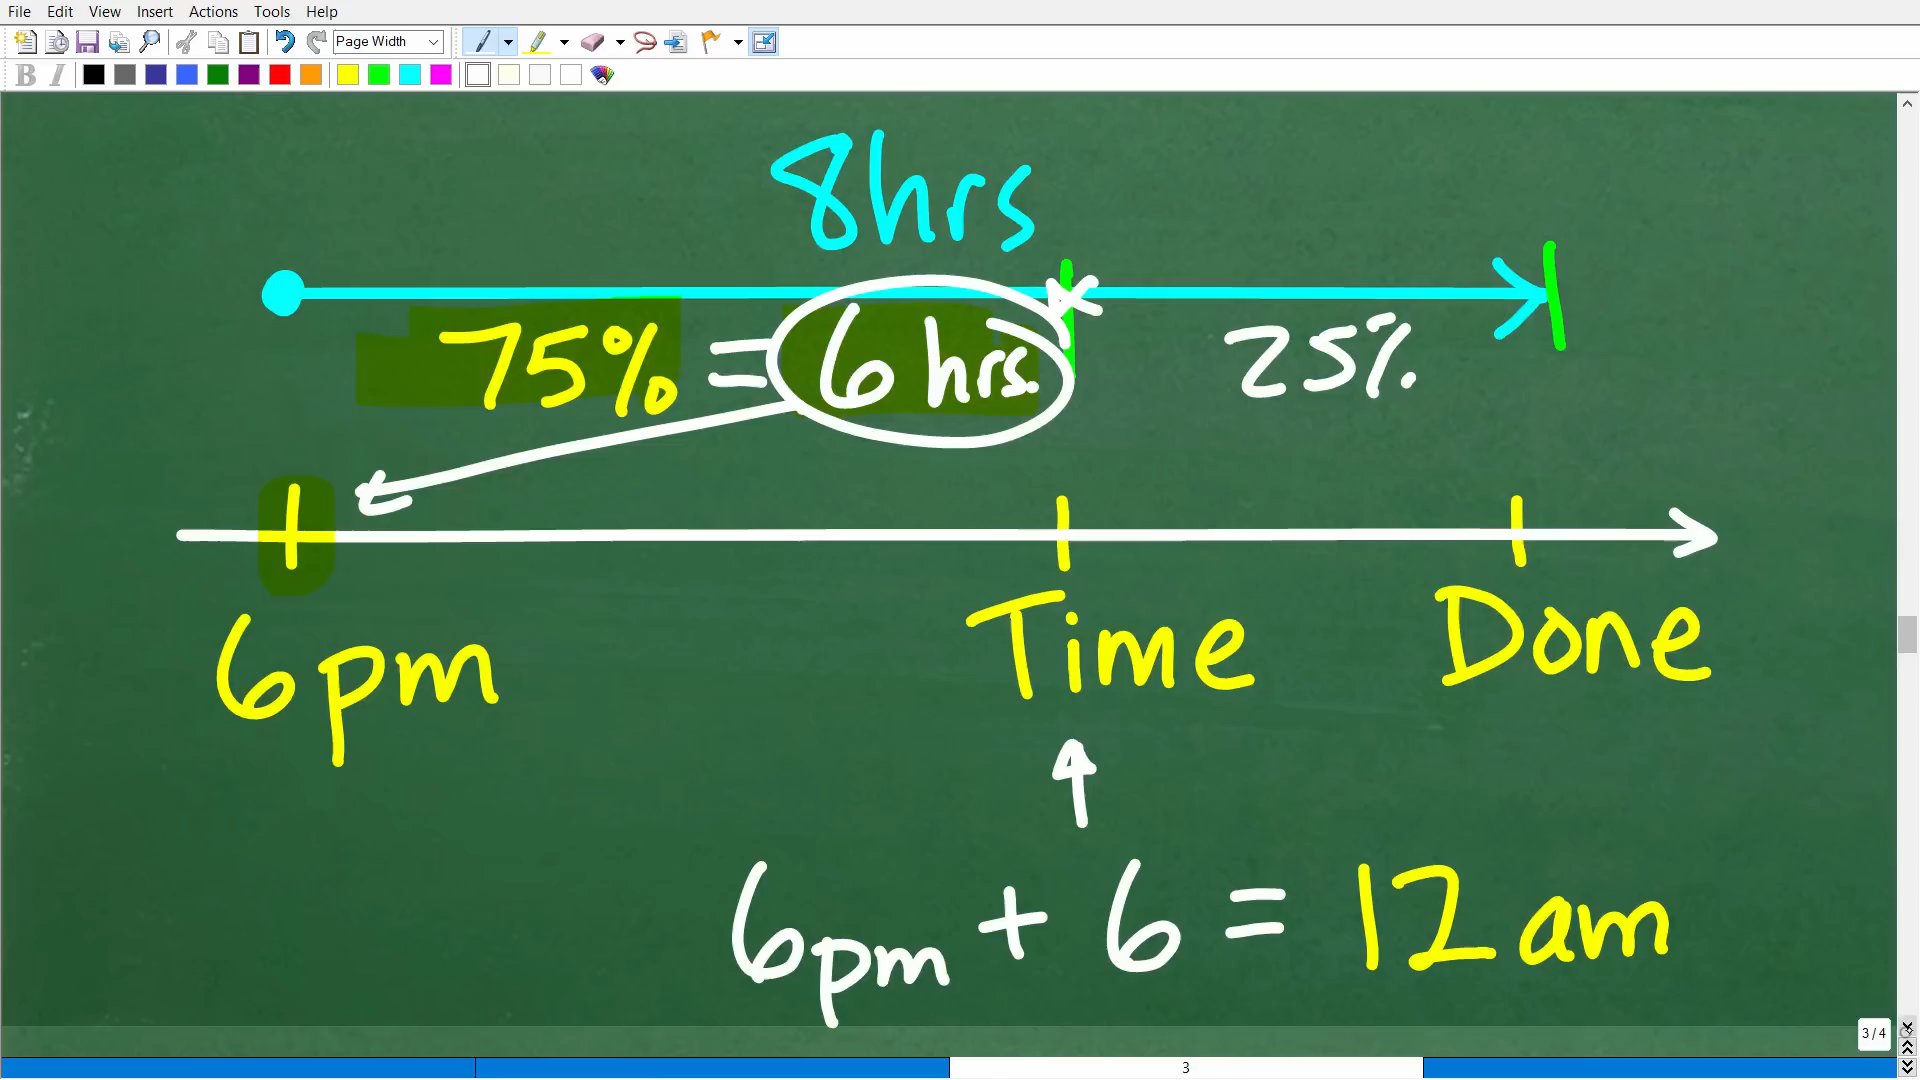 File Edit View Insert Actions Tools Help
Page Width
B I
8hrs
75% = 6 hrs. 25%
6pm Time Done
6pm + 6 = 12 am
3 / 4
3